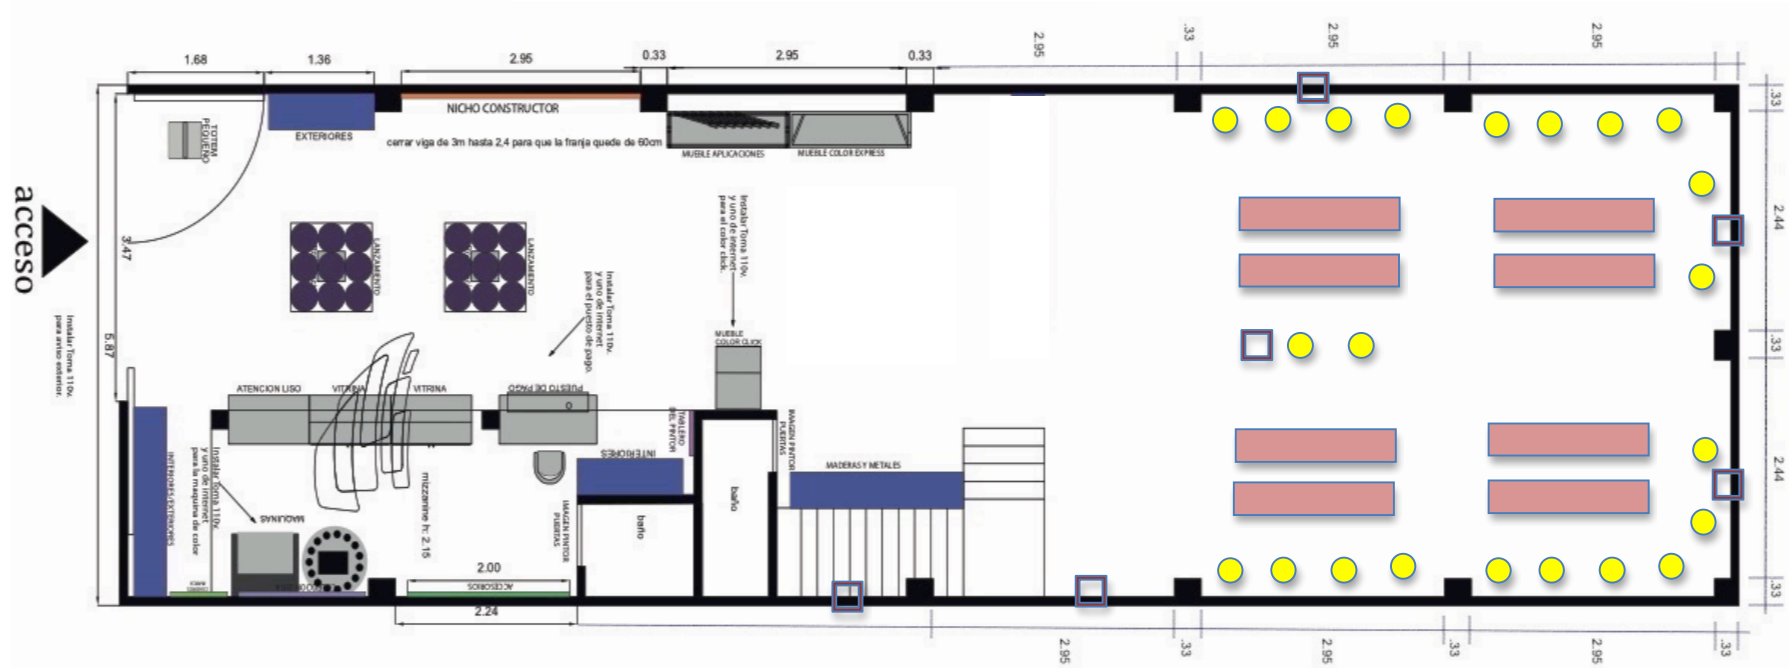 .33
2.95
2.95
2.95
1.68
1.36
2.95
0.33
2.95
0.33
NICHO CONSTRUCTOR
TOTEM
PEQUEÑO
EXTERIORES
cerrar viga de 3m hasta 2,4 para que la franja quede de 60cm
MUEBLE APLICACIONES
MUEBLE COLOR EXPRESS
.33
acceso
3.47
2.44
LANZAMIENTO
LANZAMIENTO
Instalar Toma 110v.
y uno de internet
para el color click.
Instalar Toma 110v.
y uno de internet
para el puesto de pago.
Instalar Toma 110v.
para aviso exterior.
5.87
MUEBLE
COLOR CLICK
.33
ATENCION LISO
VITRINA
VITRINA
PUESTO DE PAGO
TABLERO
DEL PINTOR
IMAGEN PINTOR
PUERTAS
INTERIORES
MADERAS Y METALES
2.44
INTERIORES/EXTERIORES
Instalar Toma 110v.
y uno de internet
para la maquina de color
MAQUINAS
mizzanine h: 2.15
IMAGEN PINTOR
PUERTAS
baño
baño
2.00
ACCESORIOS
2.24
.33
2.95
.33
2.95
.33
2.95
.33